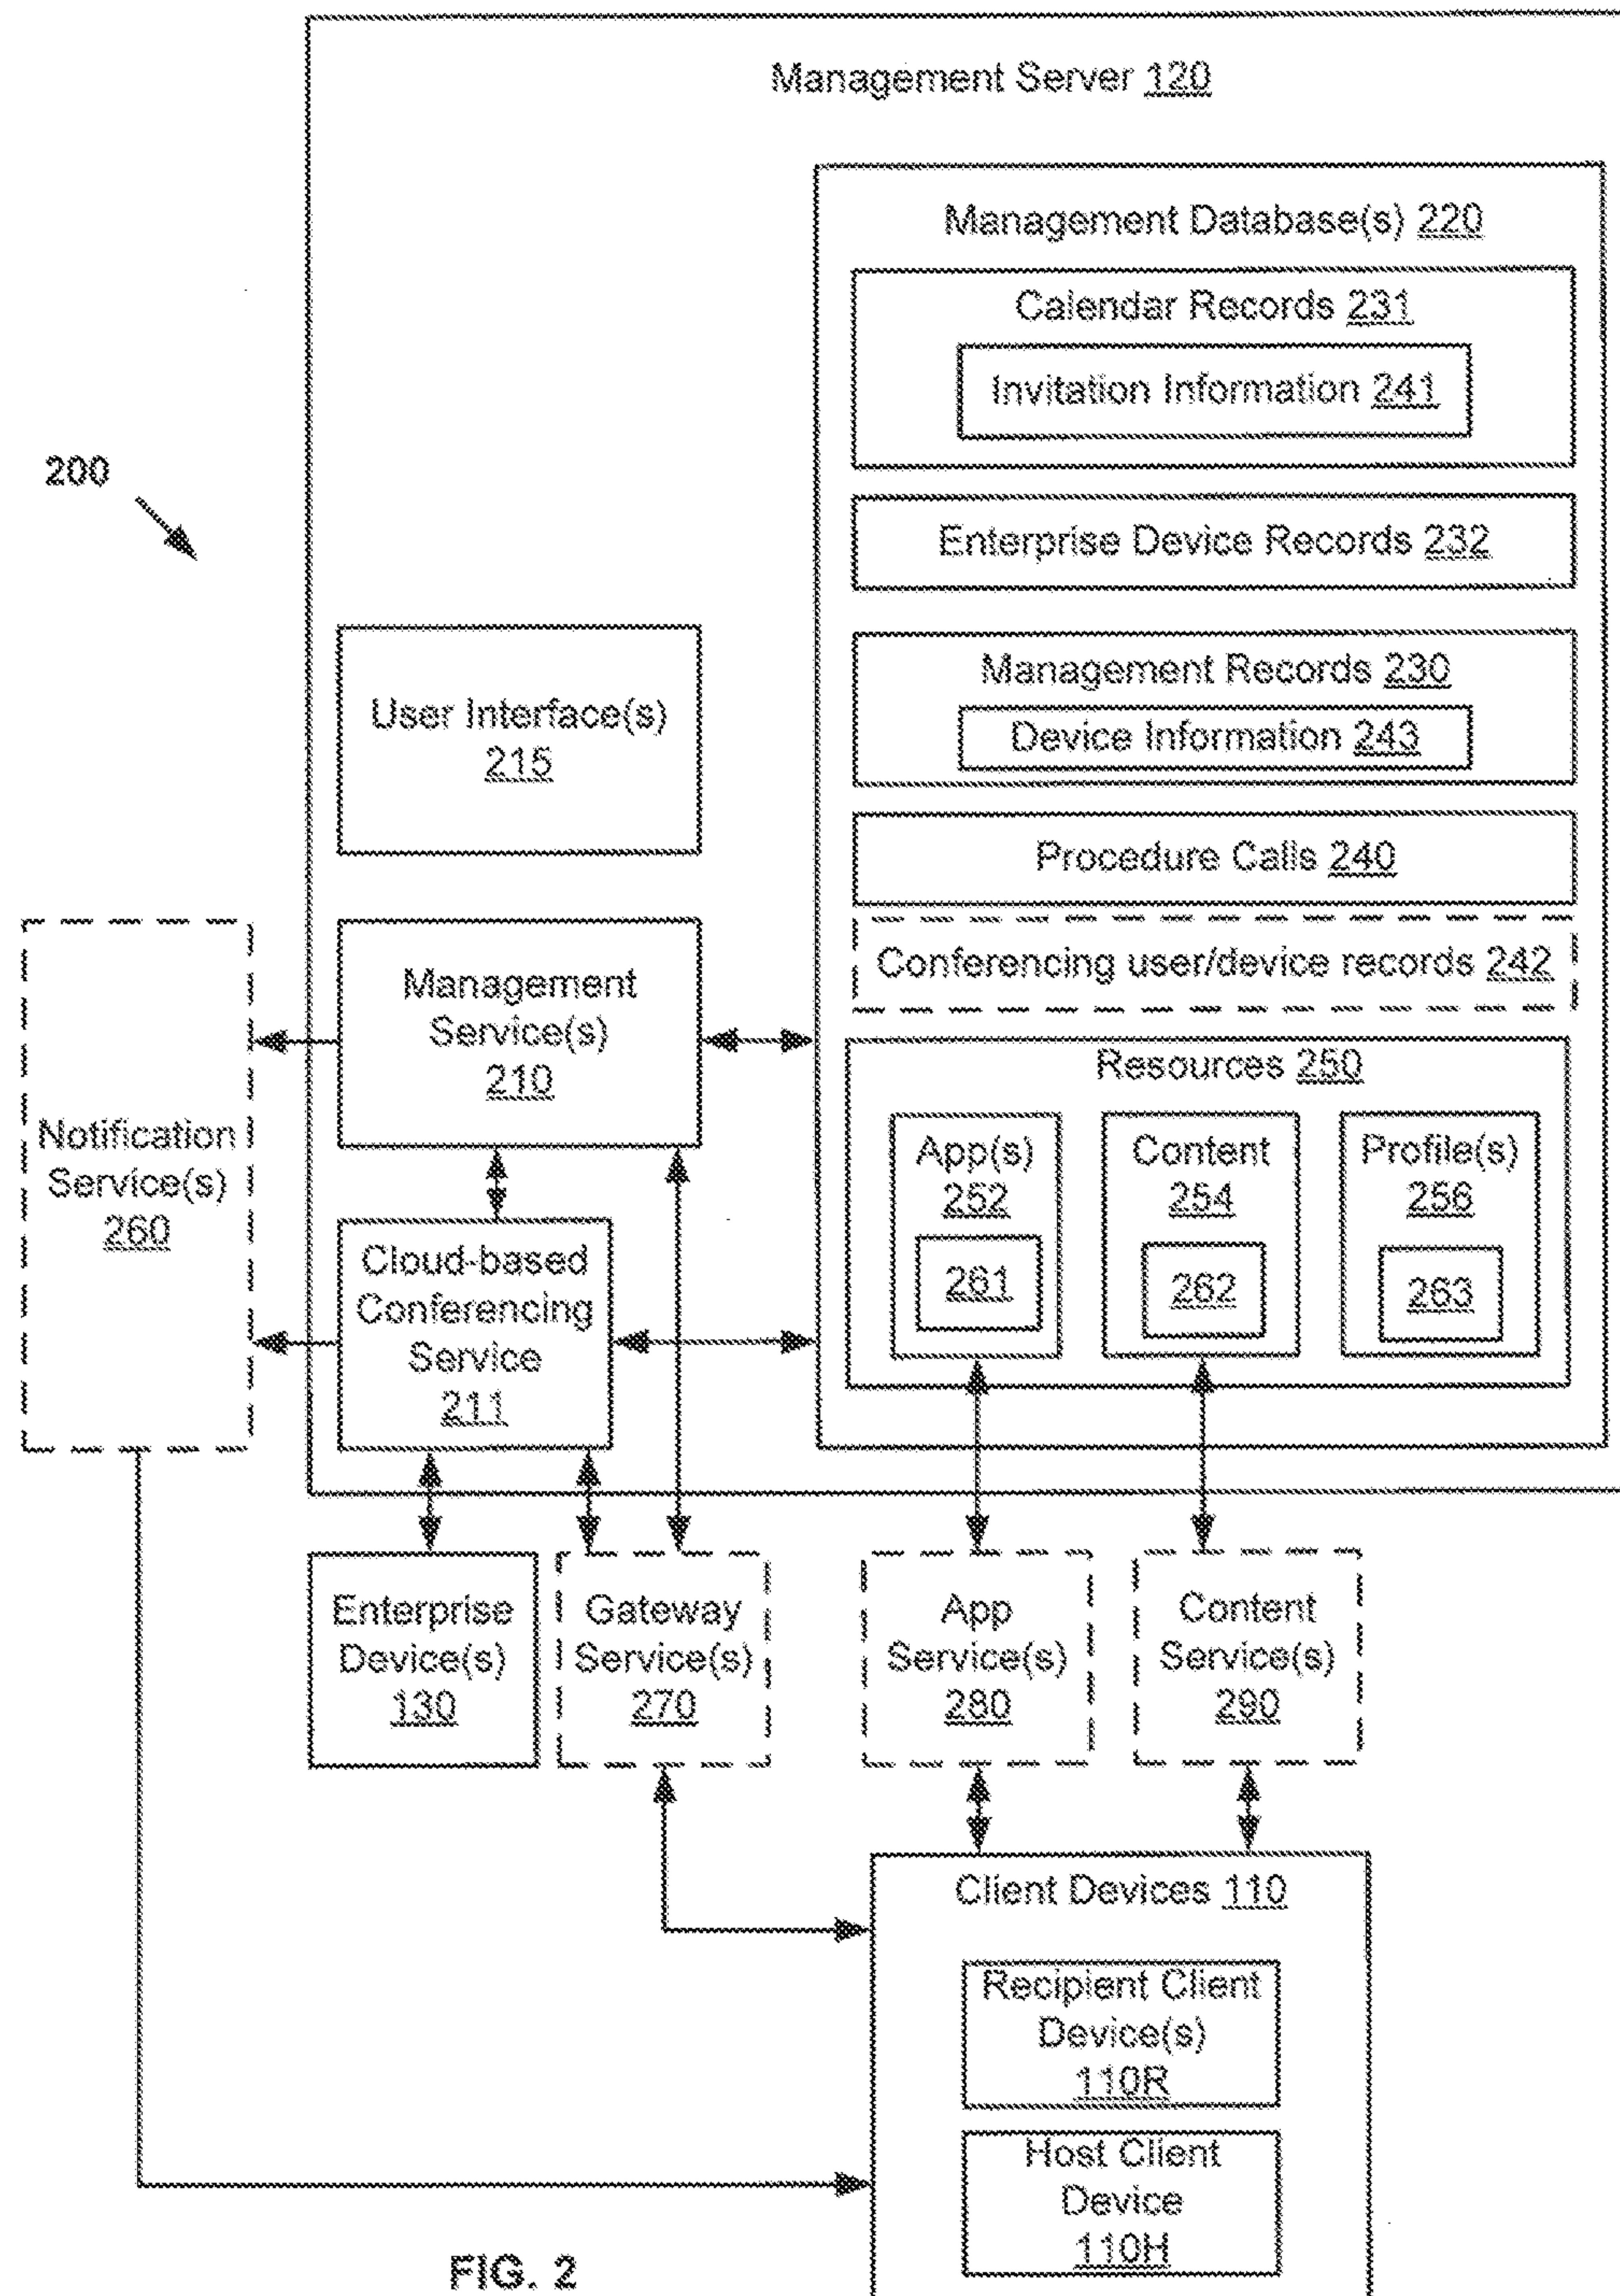 Management Server 120
Management Database(s) 220
Calendar Records 231
Invitation Information 241
200
Enterprise Device Records 232
Management Records 230
Device Information 243
User Interface(s)
215
Procedure Calls 240
Conferencing user/device records 242
Management
Service(s)
210
Resources 250
Notification
Service(s)
260
App(s)
252
261
Content
254
262
Profile(s)
256
263
Cloud-based
Conferencing
Service
211
Enterprise
Device(s)
130
Gateway
Service(s)
270
App
Service(s)
280
Content
Service(s)
290
Client Devices 110
Recipient Client
Device(s)
110R
Host Client
Device
110H
FIG. 2